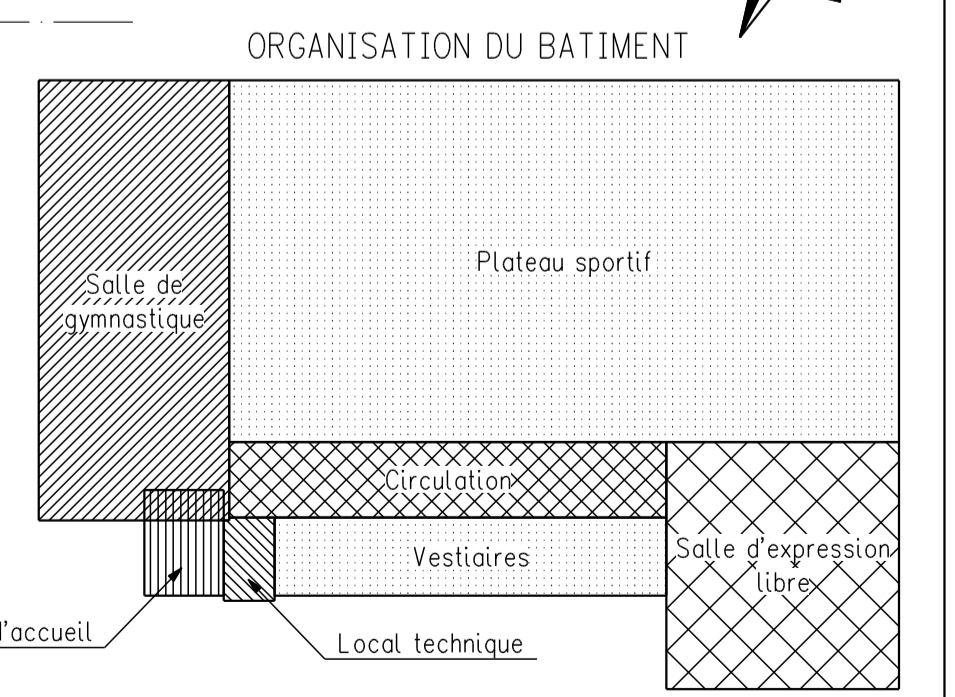 ORGANISATION DU BATIMENT
Plateau sportif
Salle de
gymnastique
Circulation
Vestiaires
Salle d'expression
libre
d'accueil
Local technique